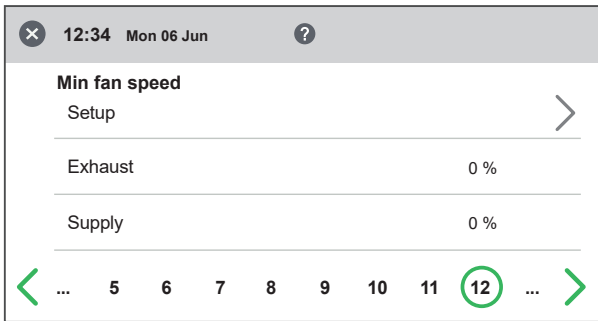 12:34 Mon 06 Jun ?
Min fan speed
Setup
Exhaust 0 %
Supply 0 %
... 5 6 7 8 9 10 11 12 ...